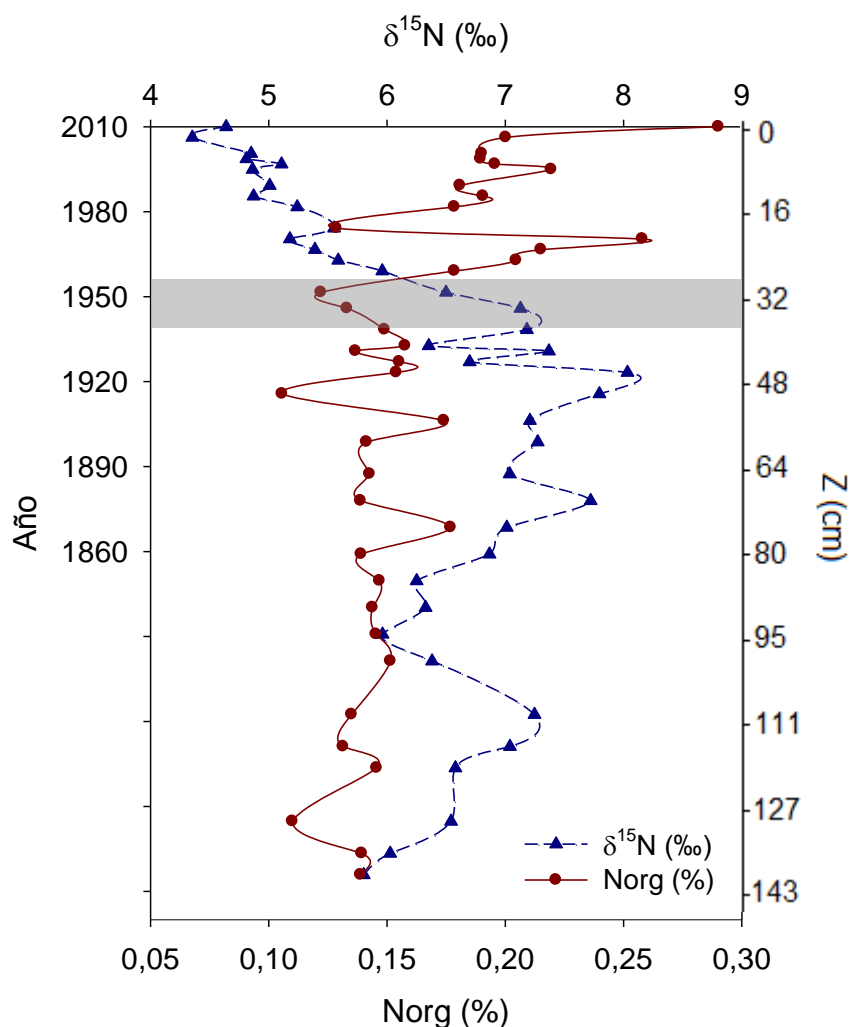 δ¹⁵N (‰)
4 5 6 7 8 9
2010 0
1980 16
1950 32
1920 48
1890 64
1860 80
95
111
127
143
Año
Z (cm)
δ¹⁵N (‰)
Norg (%)
0,05 0,10 0,15 0,20 0,25 0,30
Norg (%)